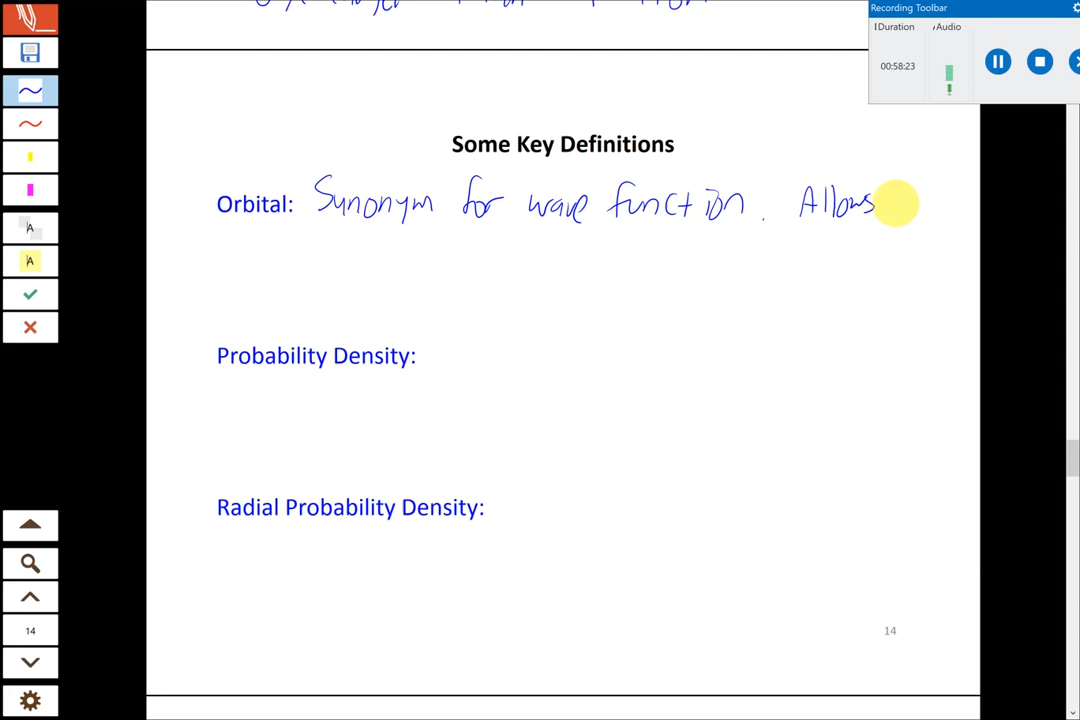 Recording Toolbar
Duration
Audio
00:58:23
Some Key Definitions
Orbital: Synonym for wave function. Allows
Probability Density:
Radial Probability Density:
14
A
A
14